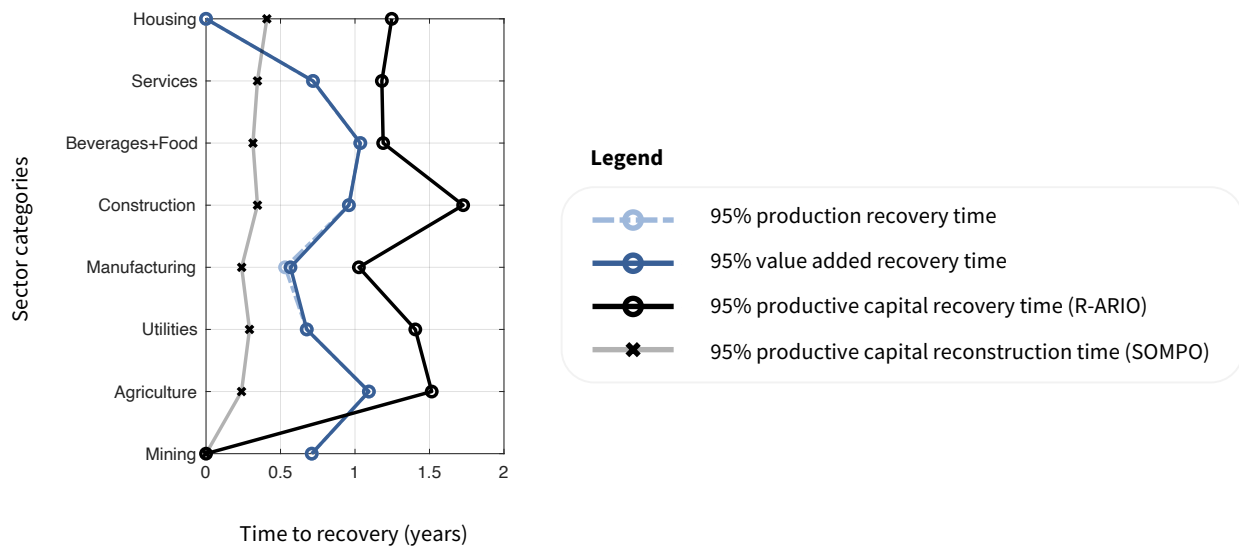 Sector categories
Housing
Services
Beverages+Food
Construction
Manufacturing
Utilities
Agriculture
Mining
0 0.5 1 1.5 2
Time to recovery (years)
Legend
95% production recovery time
95% value added recovery time
95% productive capital recovery time (R-ARIO)
95% productive capital reconstruction time (SOMPO)